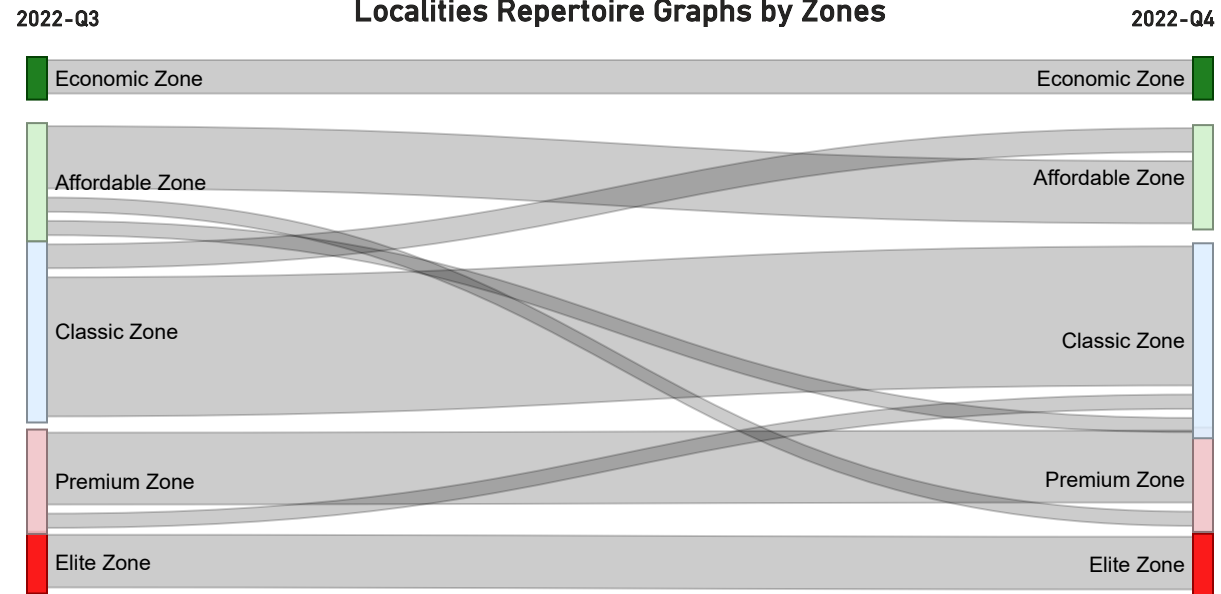 Localities Repertoire Graphs by Zones
2022-Q3
2022-Q4
Economic Zone
Economic Zone
Affordable Zone
Affordable Zone
Classic Zone
Classic Zone
Premium Zone
Premium Zone
Elite Zone
Elite Zone